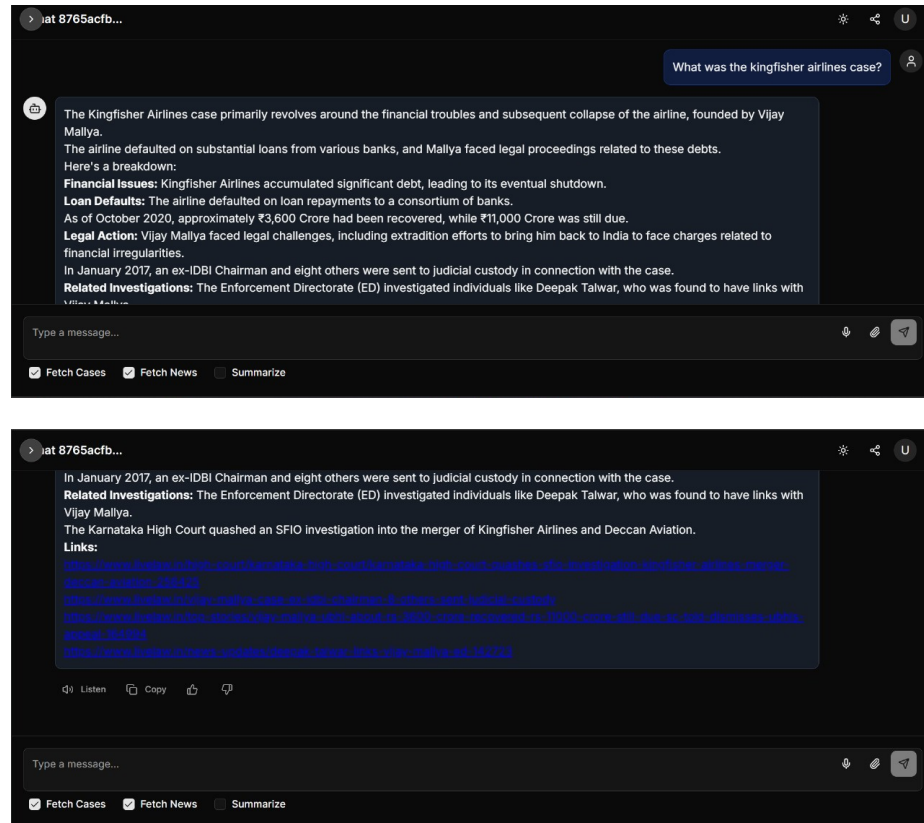 at 8765acfb...
U
What was the kingfisher airlines case?
The Kingfisher Airlines case primarily revolves around the financial troubles and subsequent collapse of the airline, founded by Vijay
Mallya.
The airline defaulted on substantial loans from various banks, and Mallya faced legal proceedings related to these debts.
Here's a breakdown:
Financial Issues: Kingfisher Airlines accumulated significant debt, leading to its eventual shutdown.
Loan Defaults: The airline defaulted on loan repayments to a consortium of banks.
As of October 2020, approximately ₹3,600 Crore had been recovered, while ₹11,000 Crore was still due.
Legal Action: Vijay Mallya faced legal challenges, including extradition efforts to bring him back to India to face charges related to
financial irregularities.
In January 2017, an ex-IDBI Chairman and eight others were sent to judicial custody in connection with the case.
Related Investigations: The Enforcement Directorate (ED) investigated individuals like Deepak Talwar, who was found to have links with
Vijay Mallya
Type a message...
Fetch Cases Fetch News Summarize
at 8765acfb...
U
In January 2017, an ex-IDBI Chairman and eight others were sent to judicial custody in connection with the case.
Related Investigations: The Enforcement Directorate (ED) investigated individuals like Deepak Talwar, who was found to have links with
Vijay Mallya.
The Karnataka High Court quashed an SFIO investigation into the merger of Kingfisher Airlines and Deccan Aviation.
Links:
Listen Copy
Type a message...
Fetch Cases Fetch News Summarize